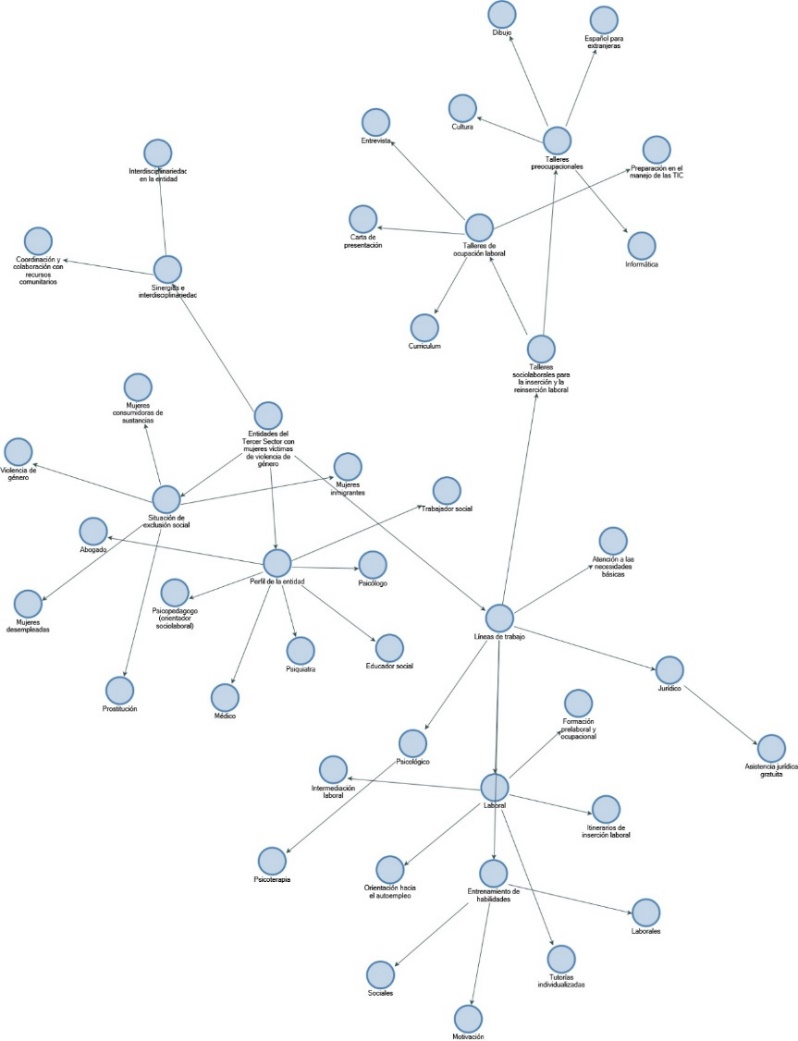 Dibujo
Español para
extranjeras
Cultura
Entrevista
Talleres
preocupacionales
Preparación en el
manejo de las TIC
Interdisciplinariedac
en la entidad
Carta de
presentación
Talleres de
ocupación laboral
Informática
Coordinación y
colaboración con
recursos
comunitarios
Sinergias e
interdisciplinariedac
Curriculum
Talleres
sociolaborales para
la inserción y la
reinserción laboral
Mujeres
consumidoras de
sustancias
Entidades del
Tercer Sector con
mujeres víctimas
de violencia de
género
Violencia de
género
Mujeres
inmigrantes
Trabajador social
Situación de
exclusión social
Abogado
Atención a las
necesidades
básicas
Perfil de la entidad
Psicólogo
Psicopedagogo
(orientador
sociolaboral)
Mujeres
desempleadas
Líneas de trabajo
Psiquiatra
Educador social
Jurídico
Prostitución
Médico
Formación
prelaboral y
ocupacional
Psicológico
Asistencia jurídica
gratuita
Intermediación
laboral
Laboral
Itinerarios de
inserción laboral
Psicoterapia
Orientación hacia
el autoempleo
Entrenamiento de
habilidades
Laborales
Sociales
Tutorías
individualizadas
Motivación